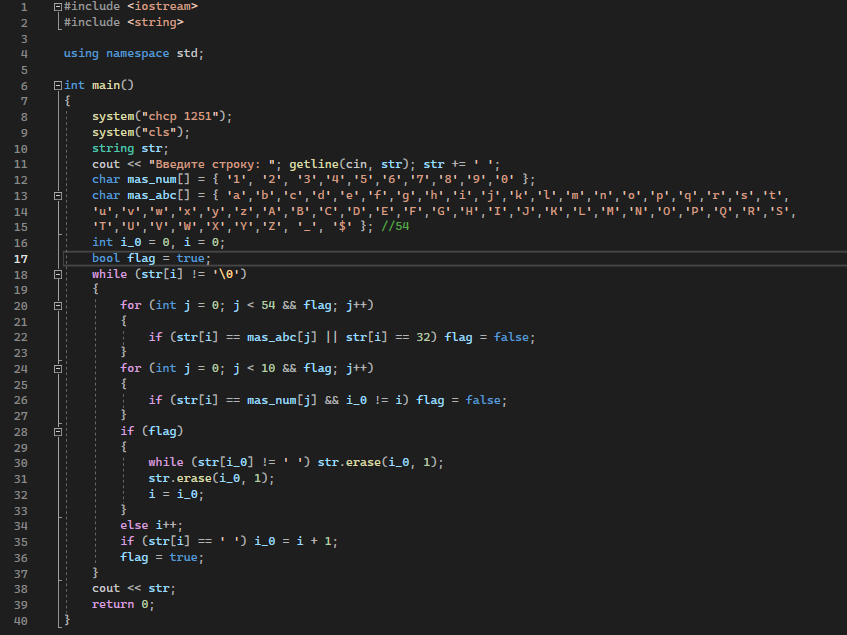 1 #include <iostream>
2 #include <string>
3
4 using namespace std;
5
6 int main()
7 {
8 system("chcp 1251");
9 system("cls");
10 string str;
11 cout << "Введите строку: "; getline(cin, str); str += ' ';
12 char mas_num[] = { '1', '2', '3','4','5','6','7','8','9','0' };
13 char mas_abc[] = { 'a','b','c','d','e','f','g','h','i','j','k','l','m','n','o','p','q','r','s','t',
14 'u','v','w','x','y','z','A','B','C','D','E','F','G','H','I','J','K','L','M','N','O','P','Q','R','S',
15 'T','U','V','W','X','Y','Z', '_', '$' }; //54
16 int i_0 = 0, i = 0;
17 bool flag = true;
18 while (str[i] != '\0')
19 {
20 for (int j = 0; j < 54 && flag; j++)
21 {
22 if (str[i] == mas_abc[j] || str[i] == 32) flag = false;
23 }
24 for (int j = 0; j < 10 && flag; j++)
25 {
26 if (str[i] == mas_num[j] && i_0 != i) flag = false;
27 }
28 if (flag)
29 {
30 while (str[i_0] != ' ') str.erase(i_0, 1);
31 str.erase(i_0, 1);
32 i = i_0;
33 }
34 else i++;
35 if (str[i] == ' ') i_0 = i + 1;
36 flag = true;
37 }
38 cout << str;
39 return 0;
40 }